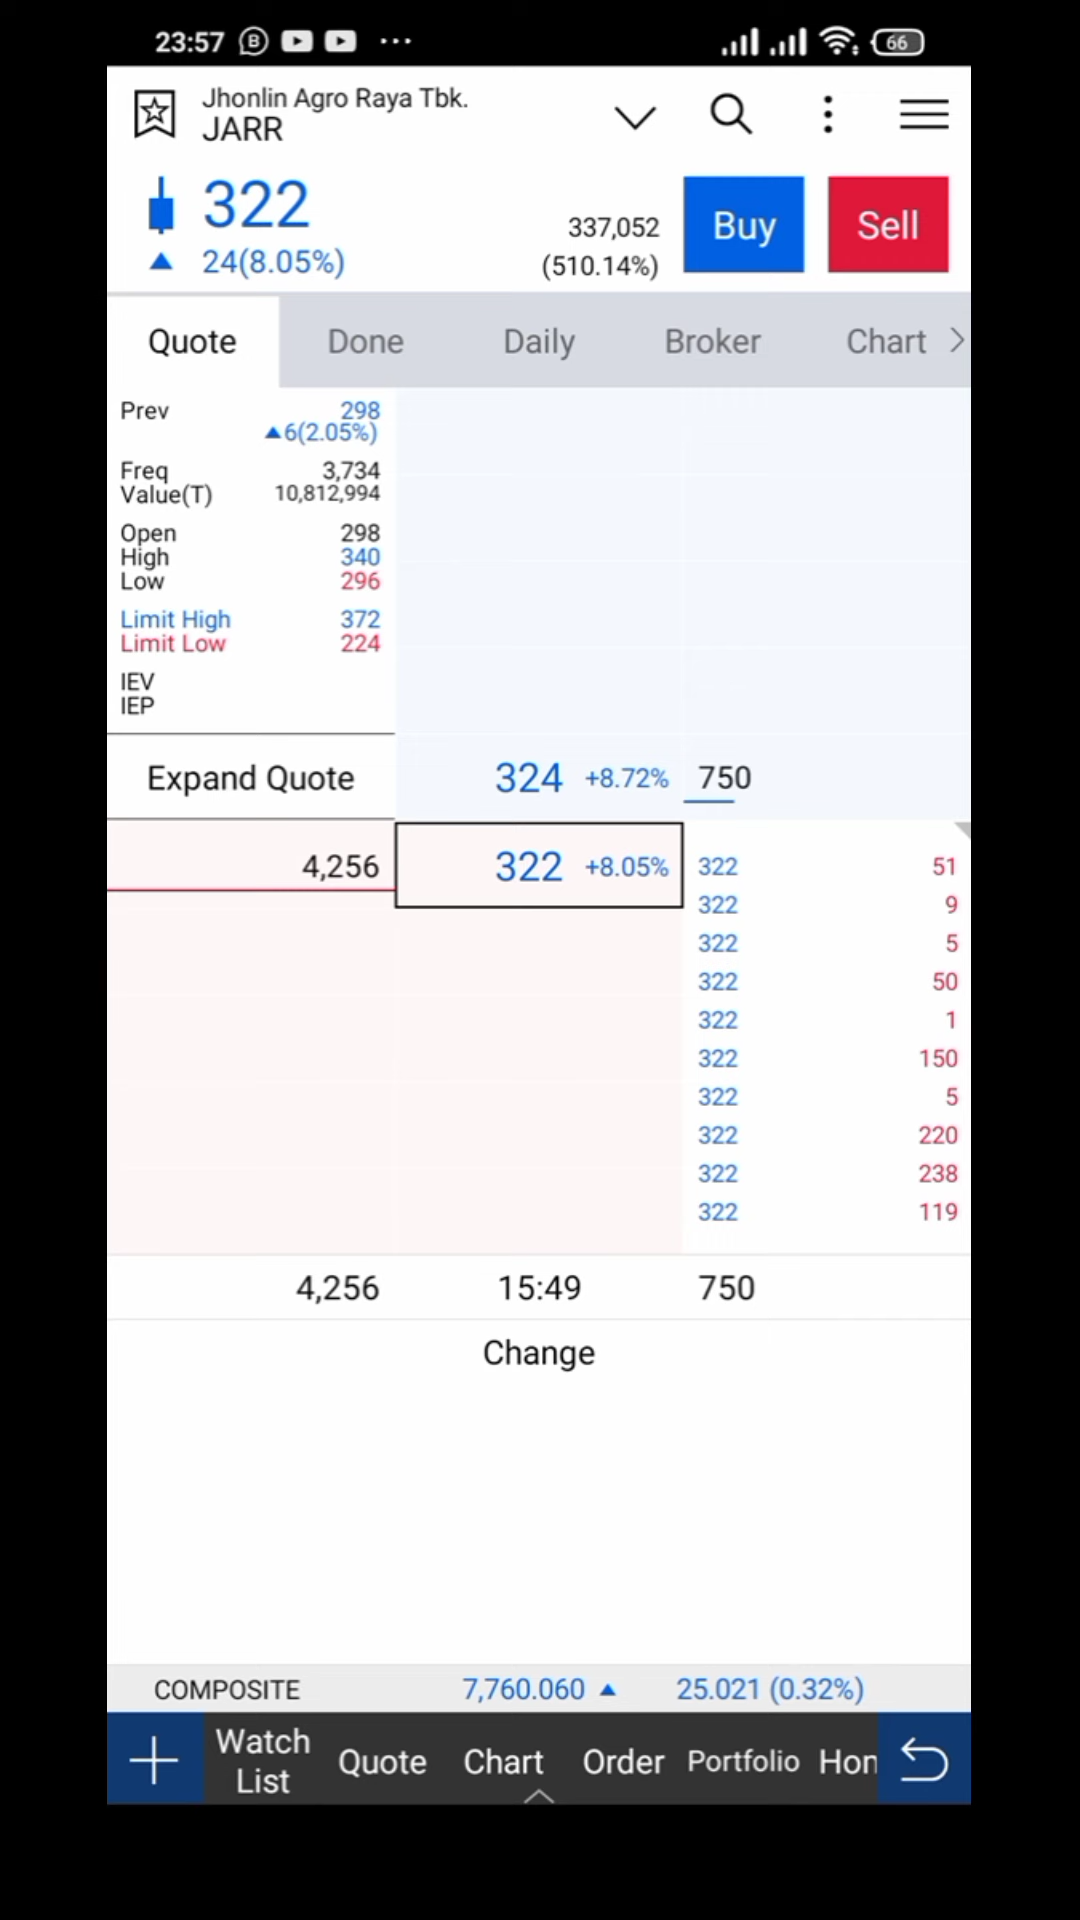 23:57
66
Jhonlin Agro Raya Tbk.
JARR
322
24(8.05%)
337,052
(510.14%)
Buy
Sell
Quote
Done
Daily
Broker
Chart
Prev 298
▲6(2.05%)
Freq 3,734
Value(T) 10,812,994
Open 298
High 340
Low 296
Limit High 372
Limit Low 224
IEV
IEP
Expand Quote
324 +8.72% 750
4,256 322 +8.05%
322 51
322 9
322 5
322 50
322 1
322 150
322 5
322 220
322 238
322 119
4,256 15:49 750
Change
COMPOSITE 7,760.060 ▲ 25.021 (0.32%)
Watch List
Quote
Chart
Order
Portfolio
Hon